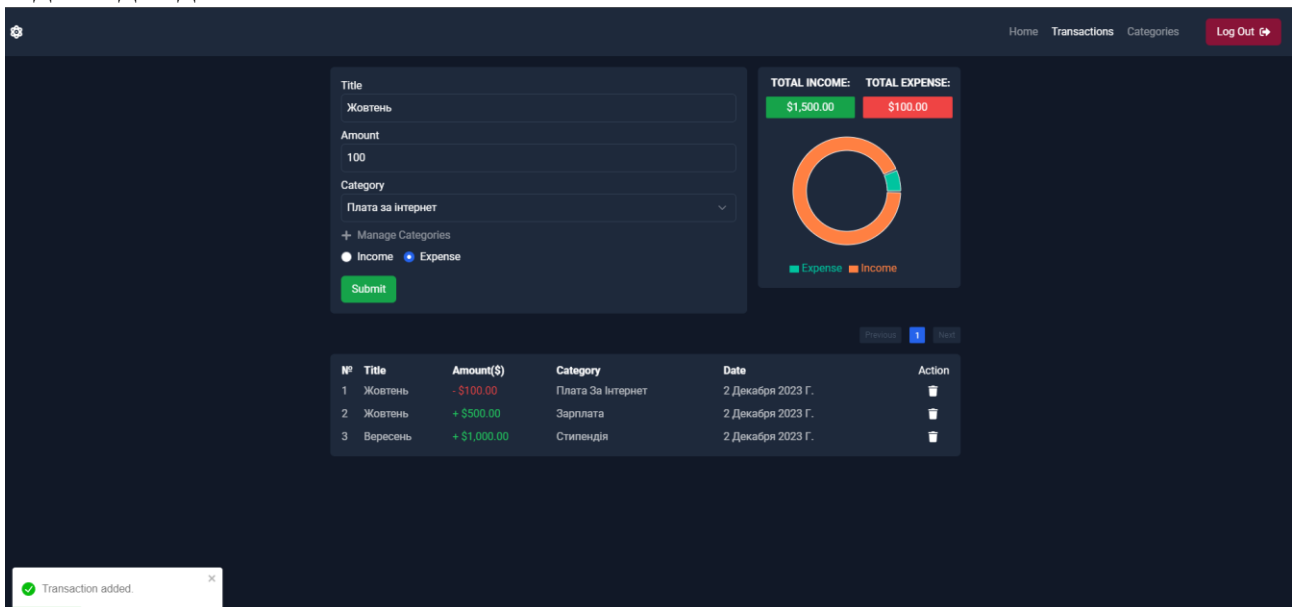 Home Transactions Categories Log Out
Title
Жовтень
Amount
100
Category
Плата за інтернет
Manage Categories
Income Expense
Submit
TOTAL INCOME: TOTAL EXPENSE:
$1,500.00 $100.00
Expense Income
Previous 1 Next
№ Title Amount($) Category Date Action
1 Жовтень - $100.00 Плата За Інтернет 2 Декабря 2023 Г.
2 Жовтень + $500.00 Зарплата 2 Декабря 2023 Г.
3 Вересень + $1,000.00 Стипендія 2 Декабря 2023 Г.
Transaction added.